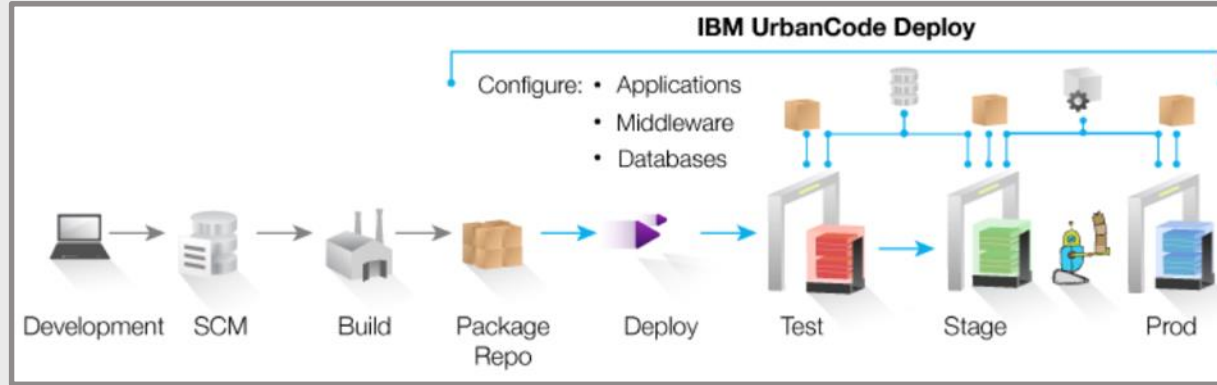 IBM UrbanCode Deploy
Configure: • Applications
• Middleware
• Databases
Development
SCM
Build
Package
Repo
Deploy
Test
Stage
Prod